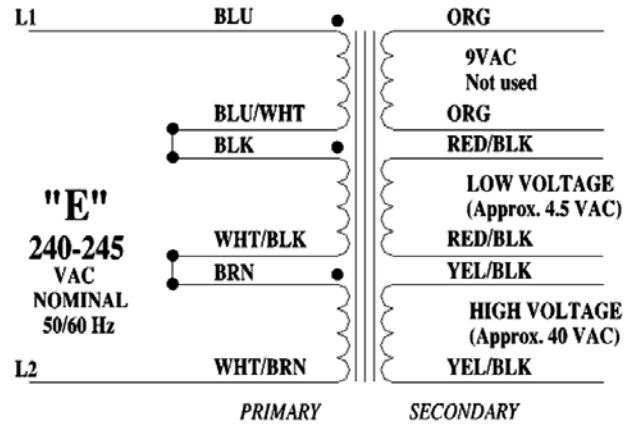 L1 BLU ORG
9VAC
Not used
BLU/WHT ORG
BLK RED/BLK
"E"
240-245
VAC
NOMINAL
50/60 Hz
LOW VOLTAGE
(Approx. 4.5 VAC)
WHT/BLK RED/BLK
BRN YEL/BLK
HIGH VOLTAGE
(Approx. 40 VAC)
L2 WHT/BRN YEL/BLK
PRIMARY SECONDARY